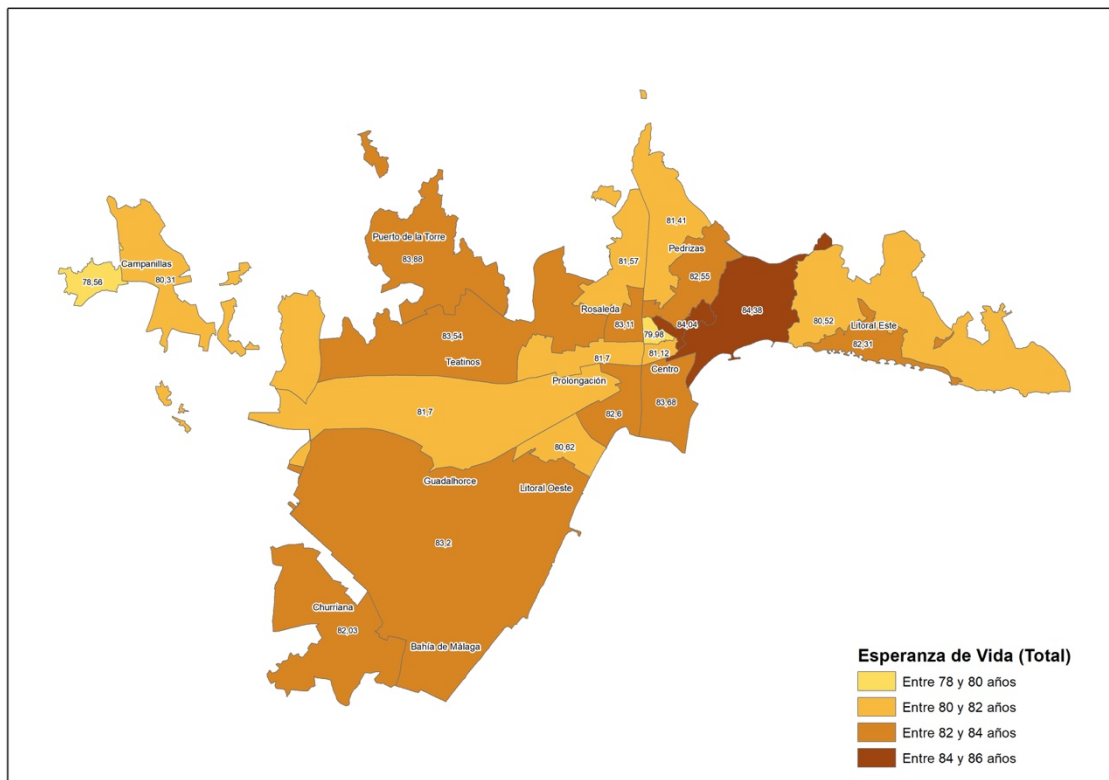 81,41
Puerto de la Torre
Pedrizas
Campanillas
83,88
81,57
82,55
78,56
80,31
Rosaleda
84,38
83,11
84,04
80,52
Litoral Este
83,54
79,98
82,31
Teatinos
81,7
81,12
Centro
Prolongación
83,68
81,7
82,6
80,62
Guadalhorce
Litoral Oeste
83,2
Churriana
82,03
Bahía de Málaga
Esperanza de Vida (Total)
Entre 78 y 80 años
Entre 80 y 82 años
Entre 82 y 84 años
Entre 84 y 86 años